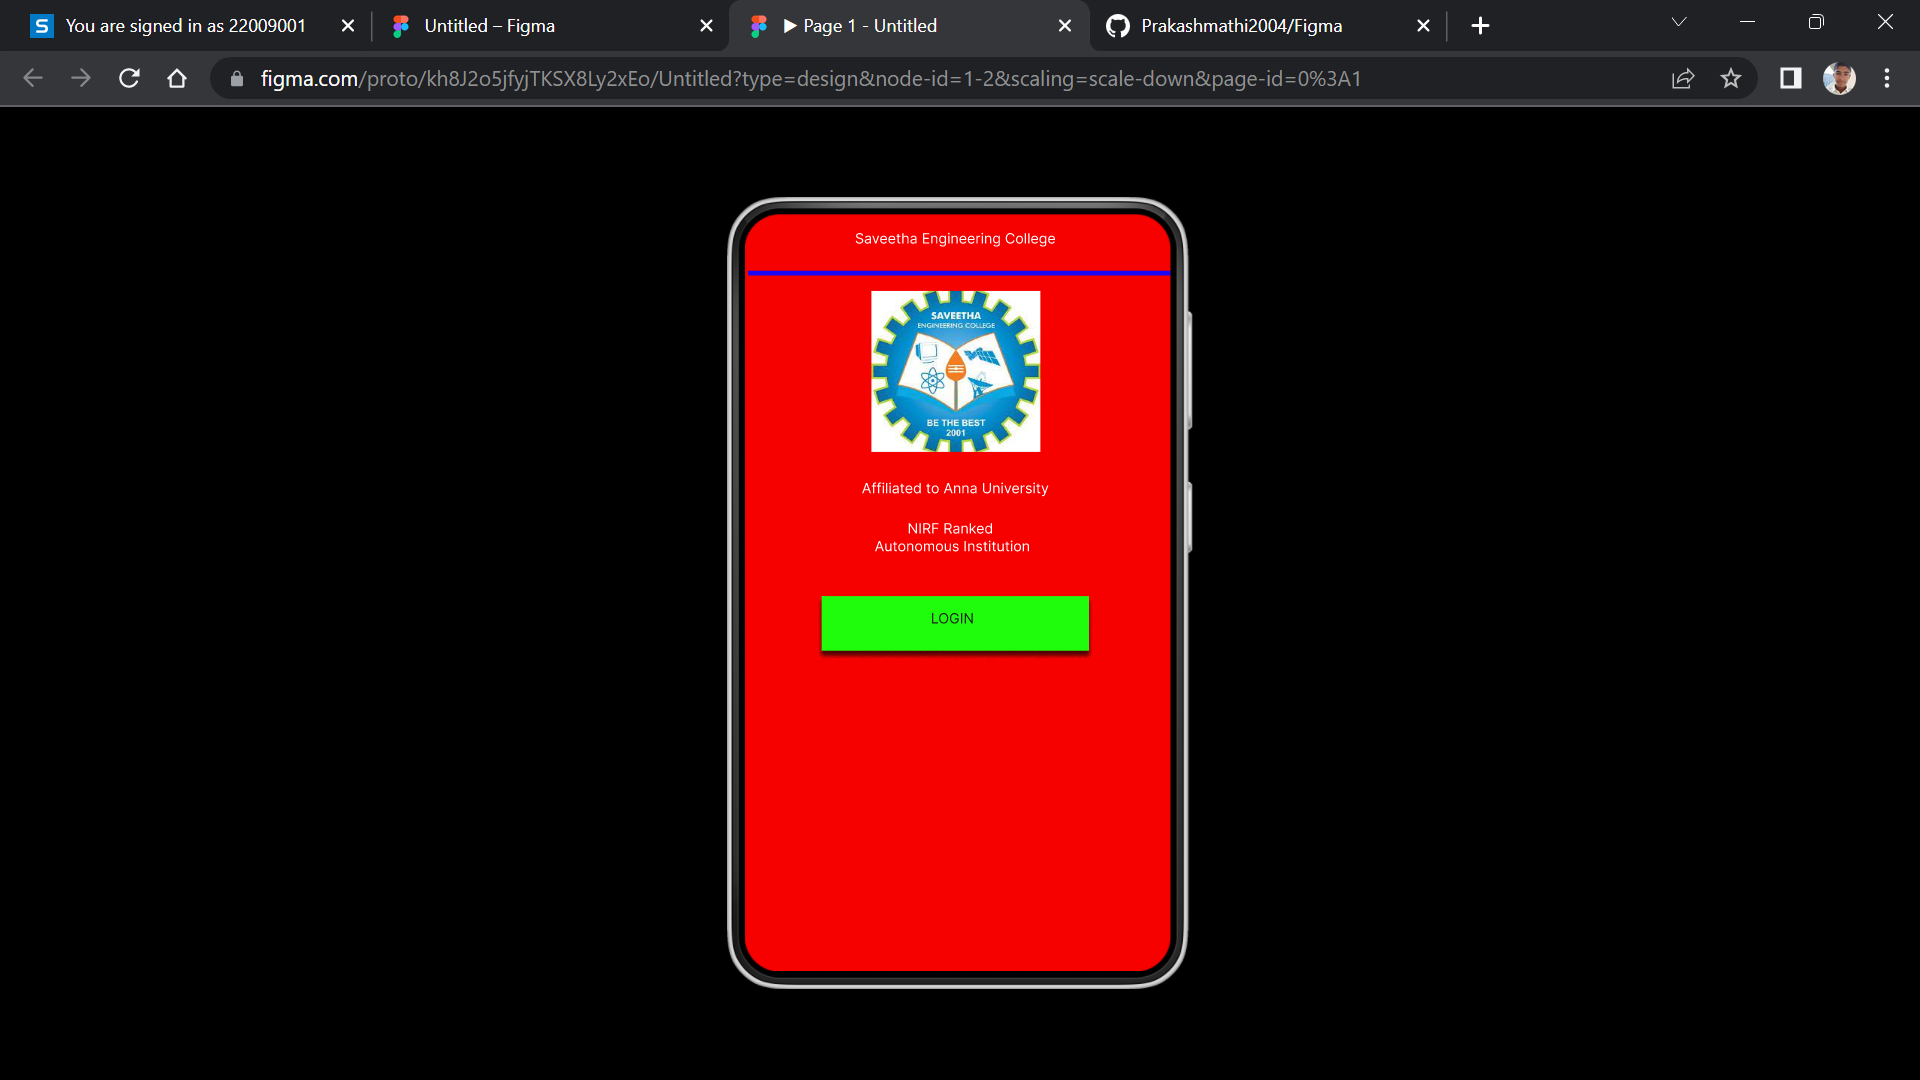 You are signed in as 22009001
Untitled – Figma
Page 1 - Untitled
Prakashmathi2004/Figma
figma.com/proto/kh8J2o5jfyjTKSX8Ly2xEo/Untitled?type=design&node-id=1-2&scaling=scale-down&page-id=0%3A1
Saveetha Engineering College
SAVEETHA
ENGINEERING COLLEGE
BE THE BEST
2001
Affiliated to Anna University
NIRF Ranked
Autonomous Institution
LOGIN